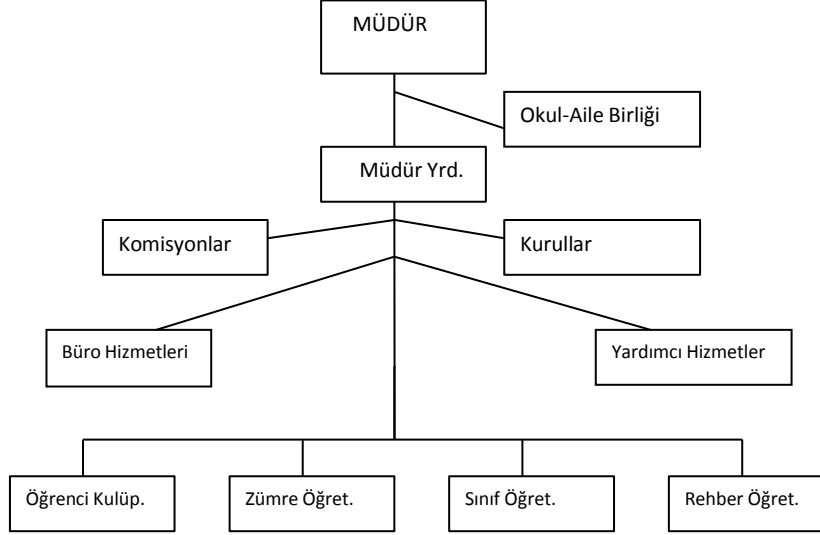 MÜDÜR
Okul-Aile Birliği
Müdür Yrd.
Komisyonlar
Kurullar
Büro Hizmetleri
Yardımcı Hizmetler
Öğrenci Kulüp.
Zümre Öğret.
Sınıf Öğret.
Rehber Öğret.